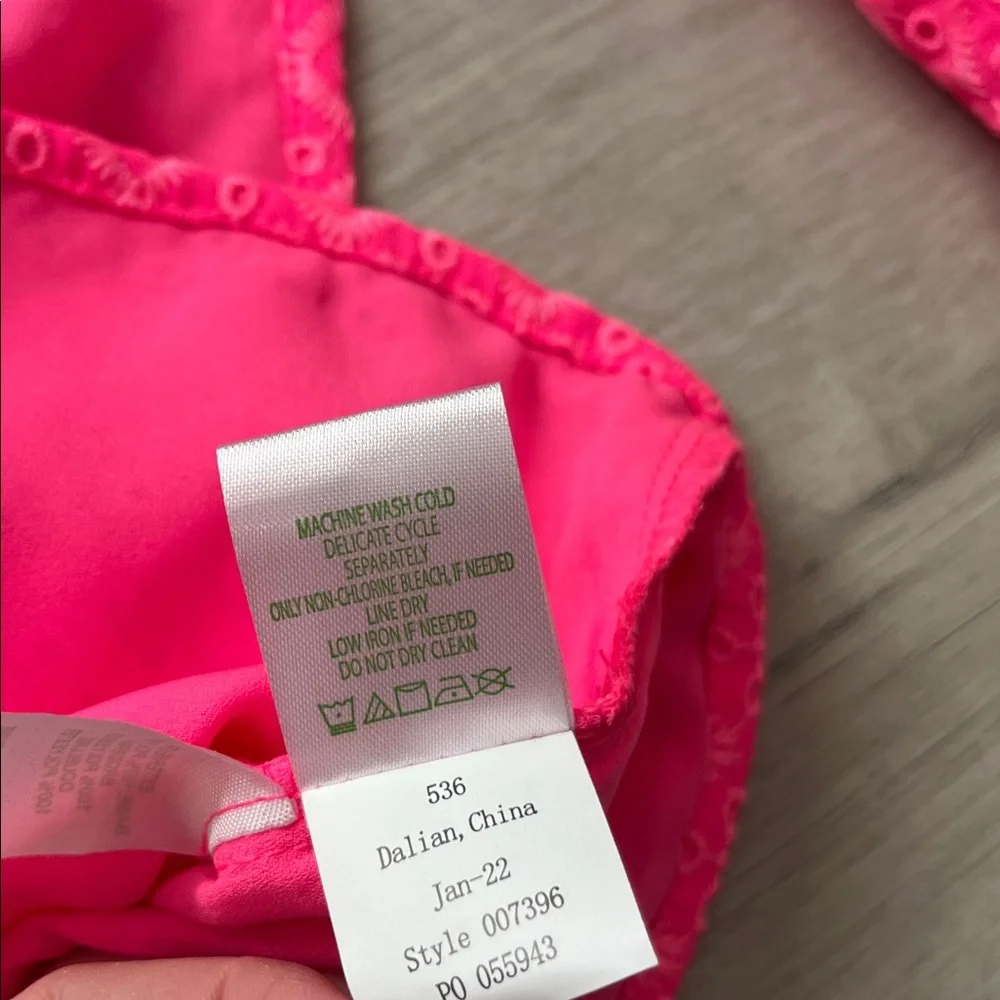 MACHINE WASH COLD
DELICATE CYCLE
SEPARATELY
ONLY NON-CHLORINE BLEACH, IF NEEDED
LINE DRY
LOW IRON IF NEEDED
DO NOT DRY CLEAN
536
Dalian, China
Jan-22
Style 007396
PO 055943